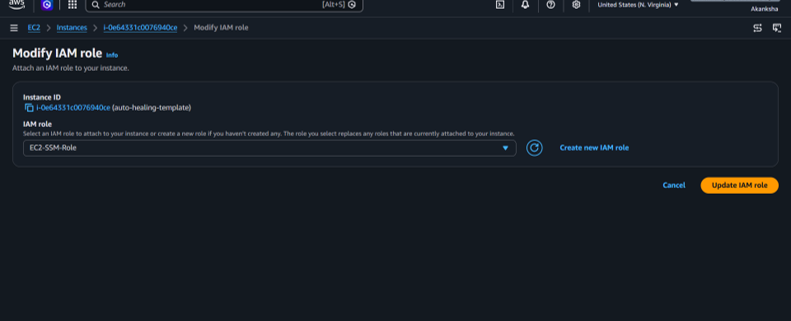 aws
Search [Alt+S] United States (N. Virginia) ▼
Akanksha
EC2 > Instances > i-0e64331c0076940ce > Modify IAM role
Modify IAM role Info
Attach an IAM role to your instance.
Instance ID
i-0e64331c0076940ce (auto-healing-template)
IAM role
Select an IAM role to attach to your instance or create a new role if you haven't created any. The role you select replaces any roles that are currently attached to your instance.
EC2-SSM-Role ▼ Create new IAM role
Cancel Update IAM role